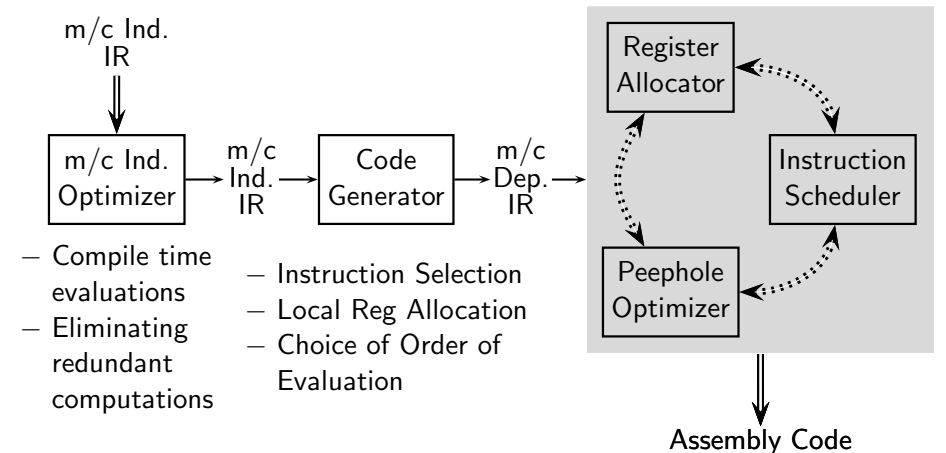 m/c Ind.
IR
m/c Ind.
Optimizer
m/c
Ind.
IR
Code
Generator
m/c
Dep.
IR
Register
Allocator
Instruction
Scheduler
Peephole
Optimizer
– Compile time
evaluations
– Eliminating
redundant
computations
– Instruction Selection
– Local Reg Allocation
– Choice of Order of
Evaluation
Assembly Code